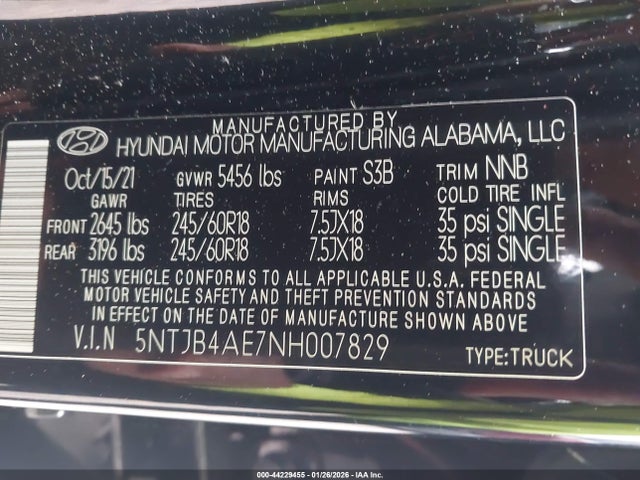 MANUFACTURED BY
HYUNDAI MOTOR MANUFACTURING ALABAMA, LLC
Oct/15/21 GVWR 5456 lbs PAINT S3B TRIM NNB
GAWR TIRES RIMS COLD TIRE INFL
FRONT 2645 lbs 245/60R18 7.5JX18 35 psi SINGLE
REAR 3196 lbs 245/60R18 7.5JX18 35 psi SINGLE
THIS VEHICLE CONFORMS TO ALL APPLICABLE U.S.A. FEDERAL
MOTOR VEHICLE SAFETY AND THEFT PREVENTION STANDARDS
IN EFFECT ON THE DATE OF MANUFACTURE SHOWN ABOVE
V.I.N 5NTJB4AE7NH007829 TYPE:TRUCK
000-44229455 | 01/26/2026 | IAA Inc.